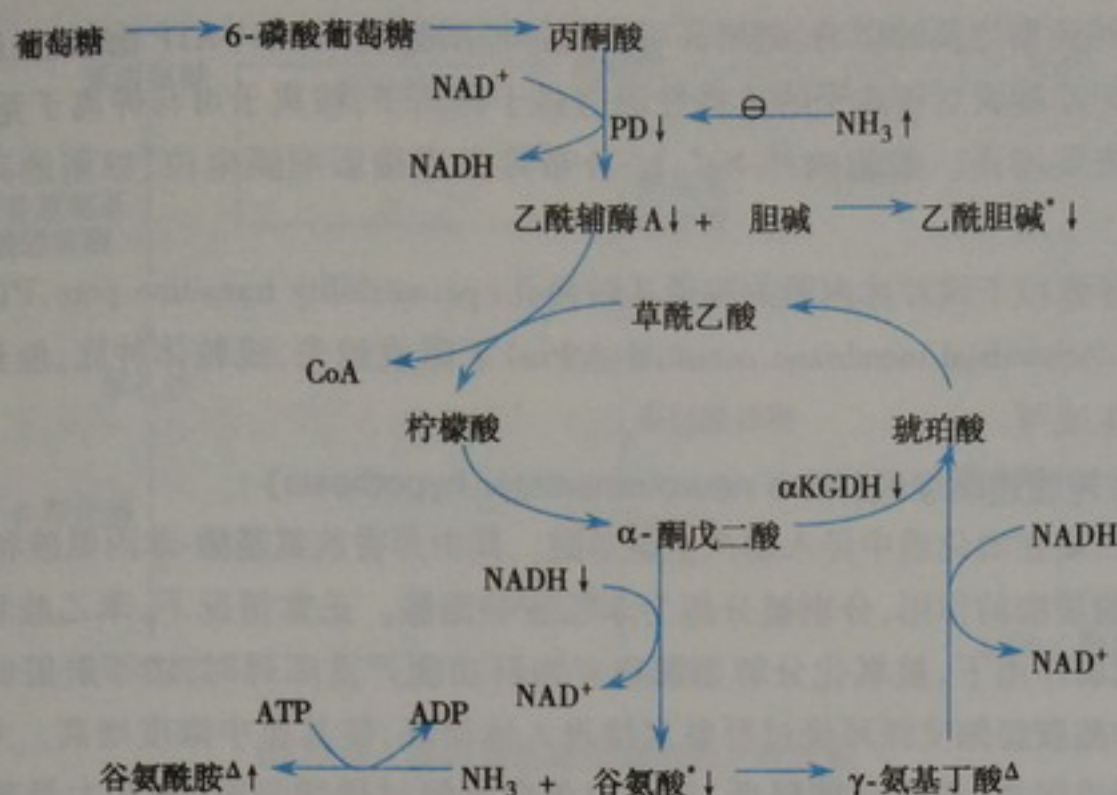 葡萄糖 6-磷酸葡萄糖 丙酮酸
NAD⁺
PD↓ ⊖ NH₃↑
NADH
乙酰辅酶A↓ + 胆碱 乙酰胆碱*↓
草酰乙酸
CoA
柠檬酸 琥珀酸
αKGDH↓
α-酮戊二酸 NADH
NADH↓
NAD⁺ NAD⁺
ATP ADP
谷氨酰胺Δ↑ NH₃ + 谷氨酸*↓ γ-氨基丁酸Δ